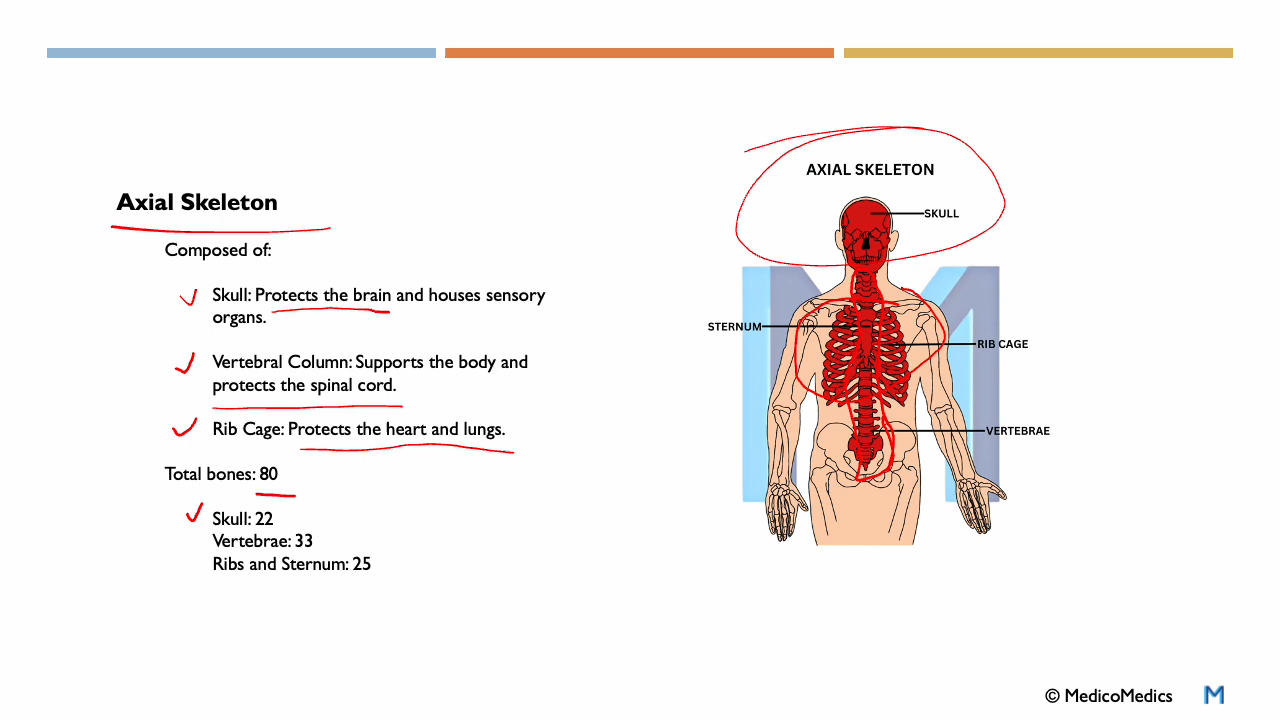 Axial Skeleton
Composed of:
Skull: Protects the brain and houses sensory
organs.
Vertebral Column: Supports the body and
protects the spinal cord.
Rib Cage: Protects the heart and lungs.
Total bones: 80
Skull: 22
Vertebrae: 33
Ribs and Sternum: 25
AXIAL SKELETON
SKULL
STERNUM
RIB CAGE
VERTEBRAE
© MedicoMedics
M